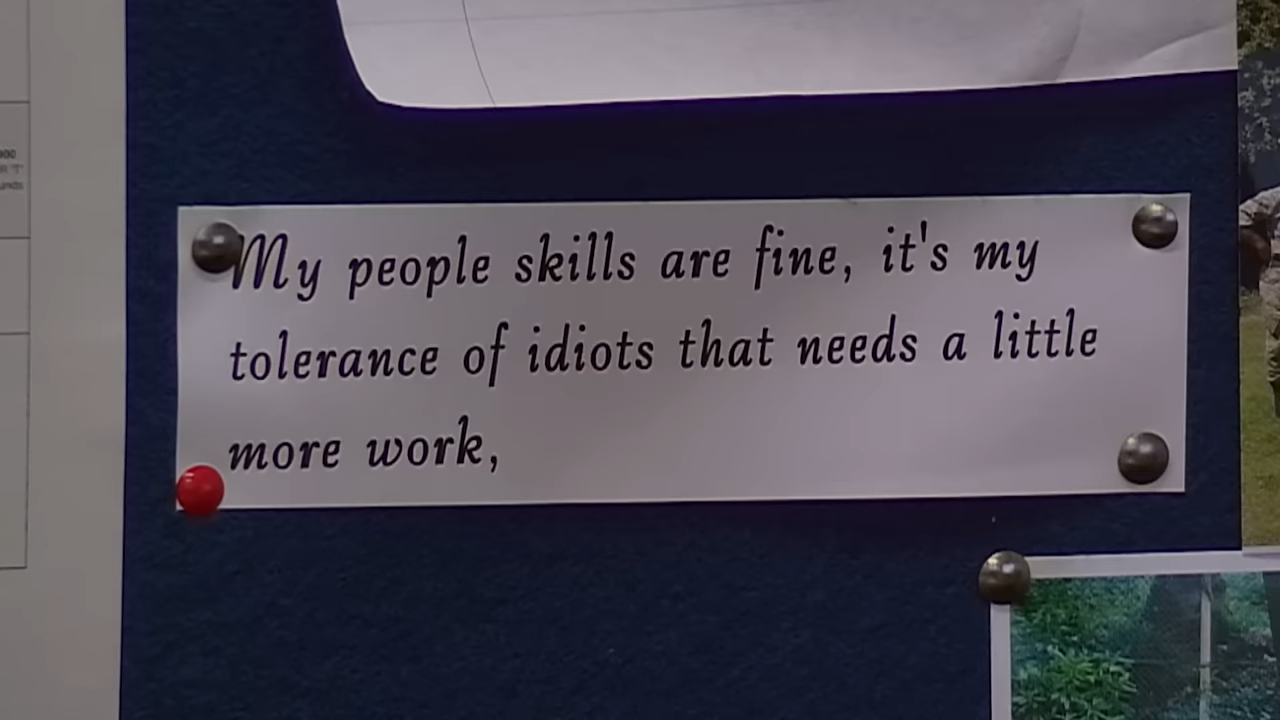 My people skills are fine, it's my
tolerance of idiots that needs a little
more work,